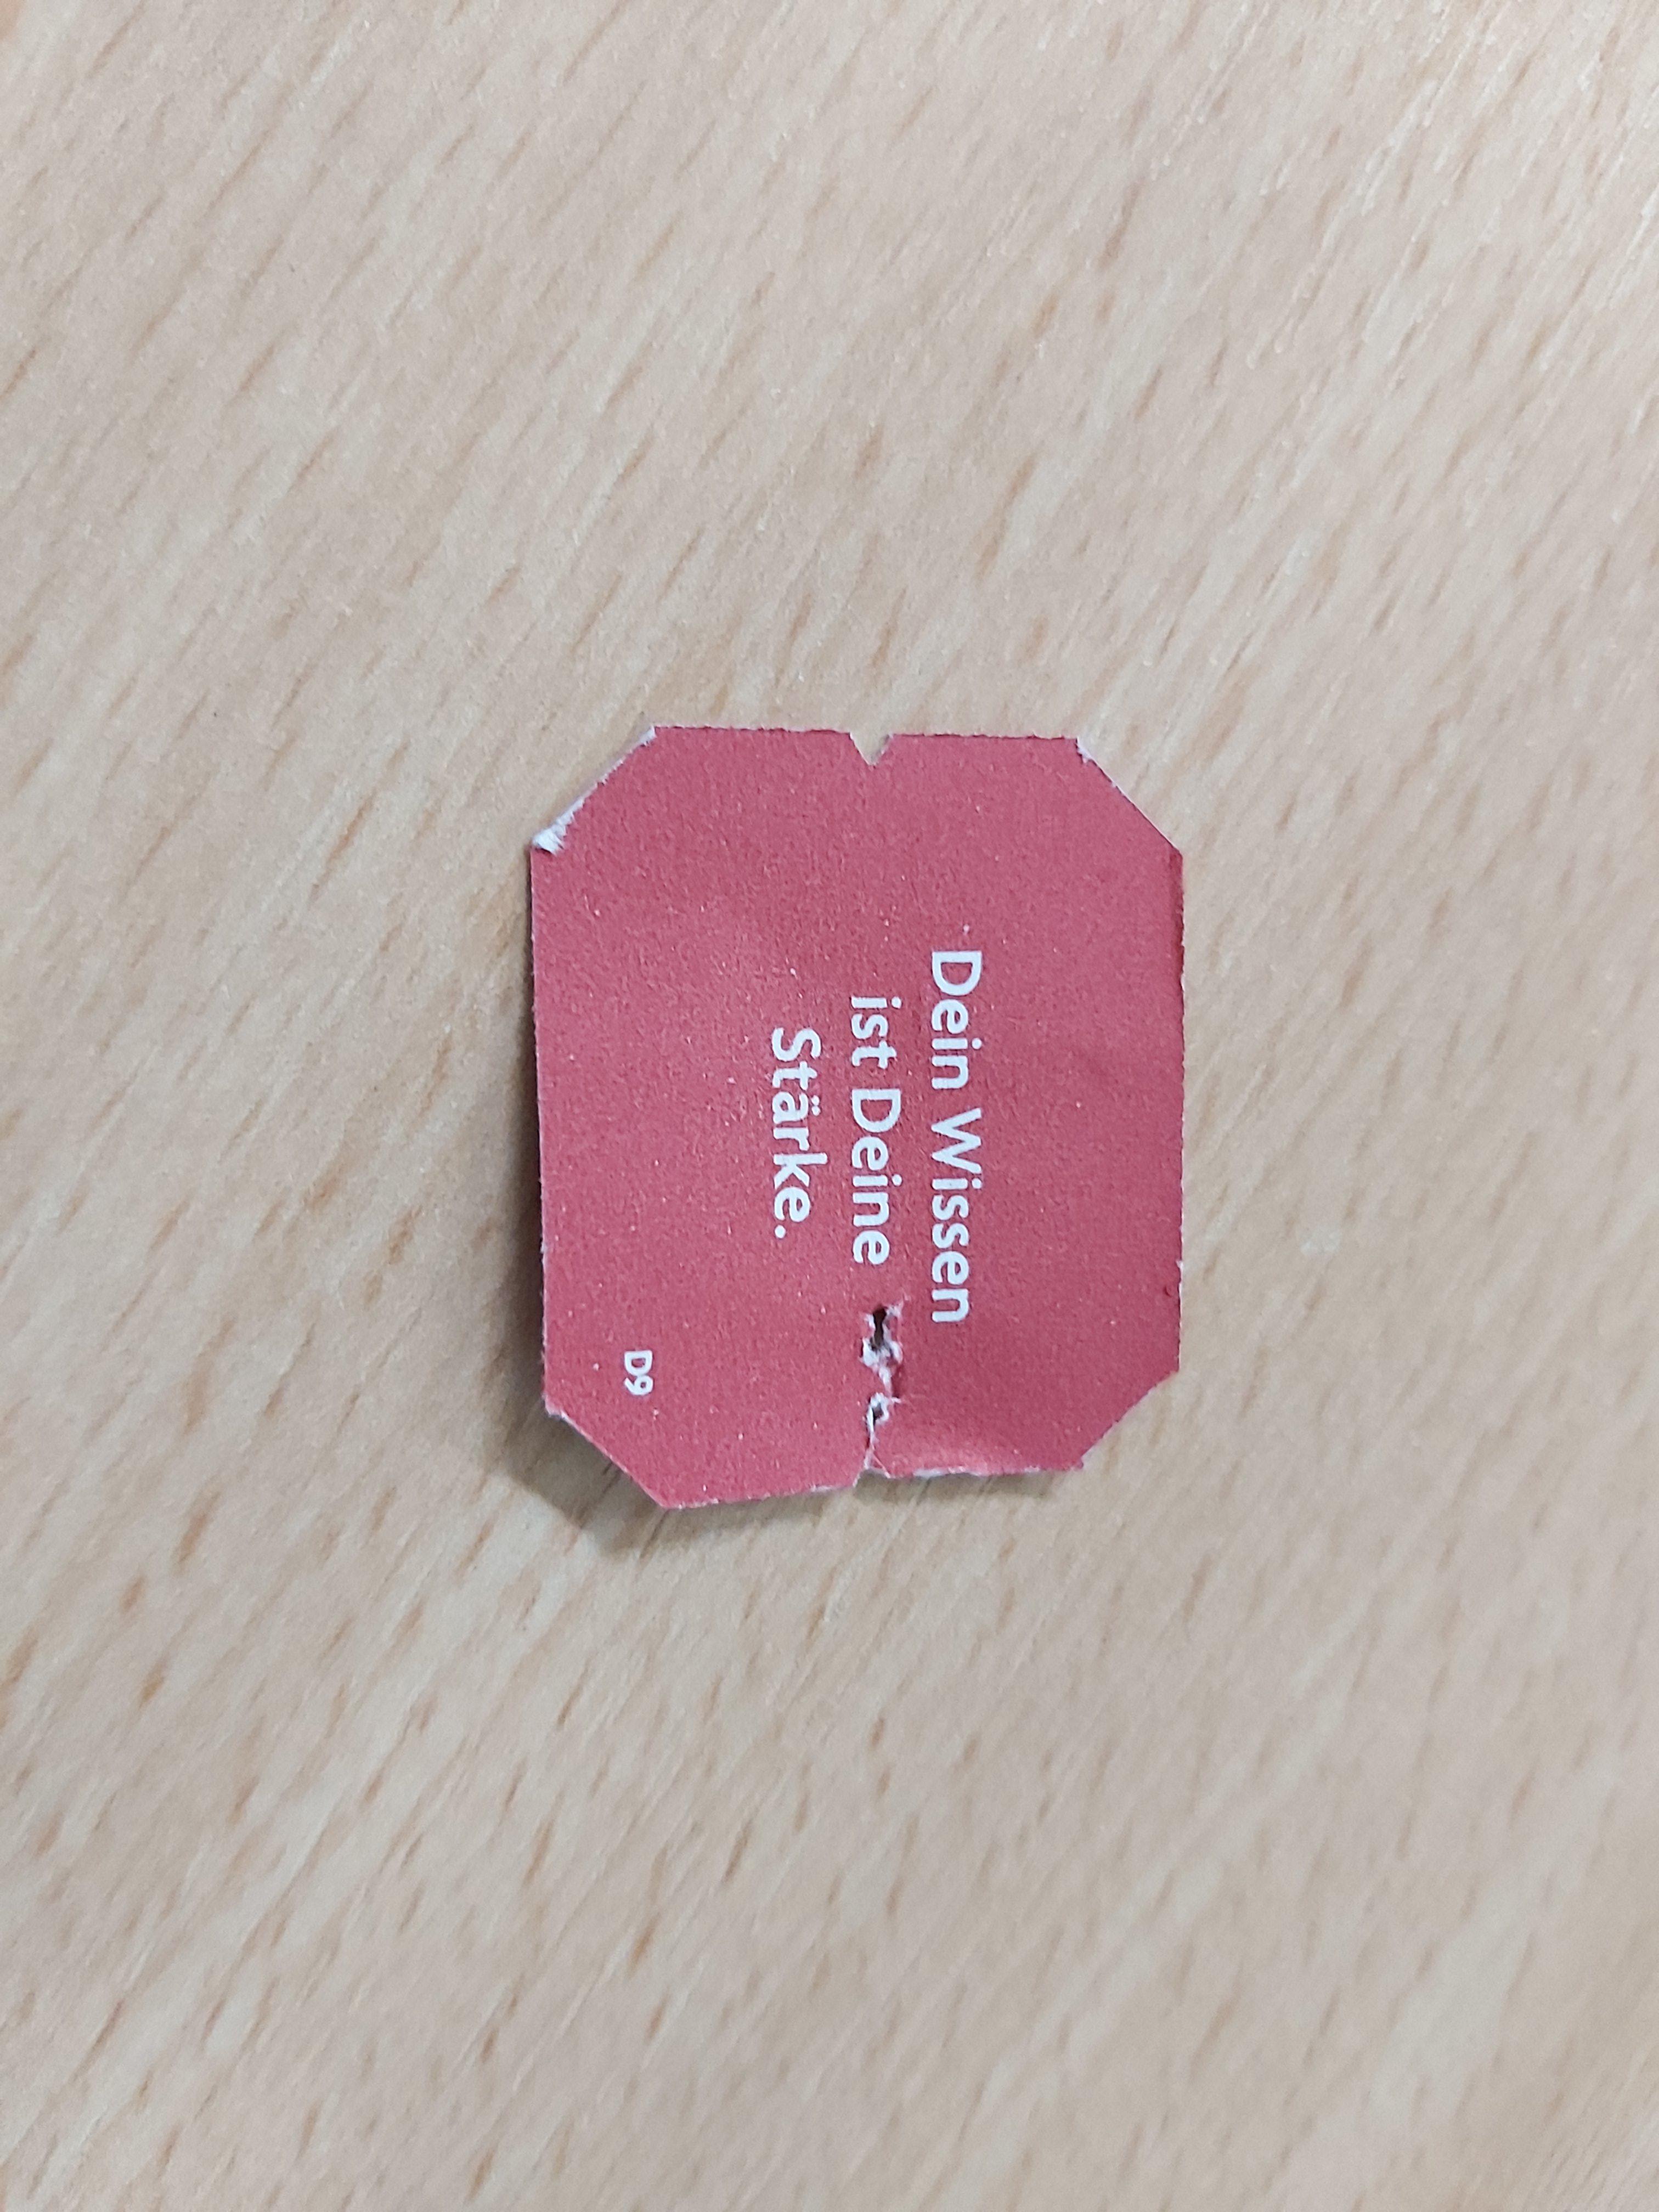 Dein Wissen
ist Deine
Stärke.
D9